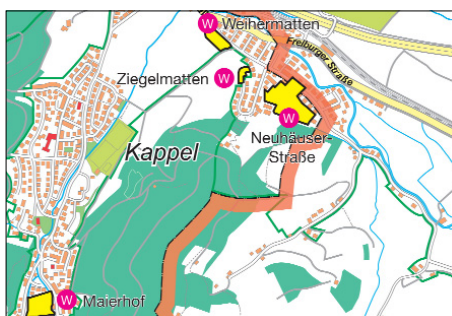 W Weihermatten
Freiburger Straße
Ziegelmatten W
W
Neuhäuser-
Straße
Kappel
W Maierhof